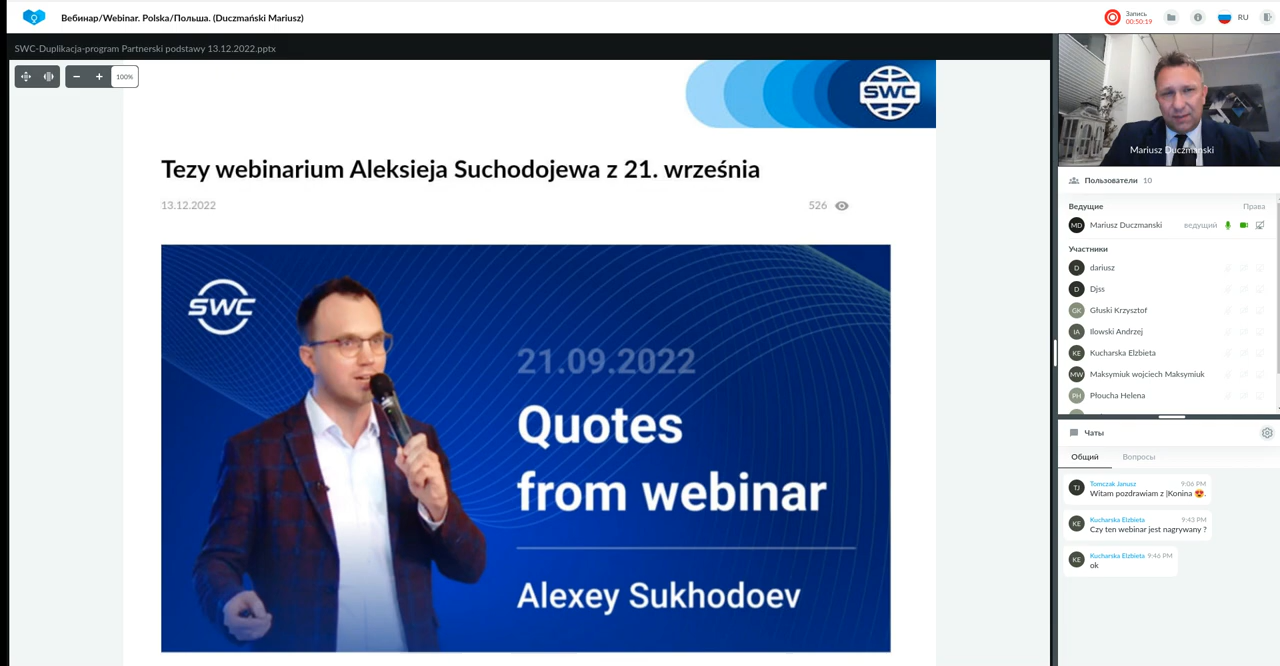 Вебинар/Webinar. Polska/Польша. (Duczmański Mariusz)
Запись
00:50:19
RU
SWC-Duplikacja-program Partnerski podstawy 13.12.2022.pptx
100%
SWC
Tezy webinarium Aleksieja Suchodojewa z 21. września
13.12.2022
526
SWC
21.09.2022
Quotes
from webinar
Alexey Sukhodoev
Mariusz Duczmanski
Пользователи 10
Ведущие Права
MD Mariusz Duczmanski ведущий
Участники
D dariusz
D Djss
GK Głuski Krzysztof
IA Ilowski Andrzej
KE Kucharska Elzbieta
MW Maksymiuk wojciech Maksymiuk
PH Płoucha Helena
Чаты
Общий Вопросы
TJ Tomczak Janusz 9:06 PM
Witam pozdrawiam z |Konina 😍.
KE Kucharska Elzbieta 9:43 PM
Czy ten webinar jest nagrywany ?
KE Kucharska Elzbieta 9:46 PM
ok